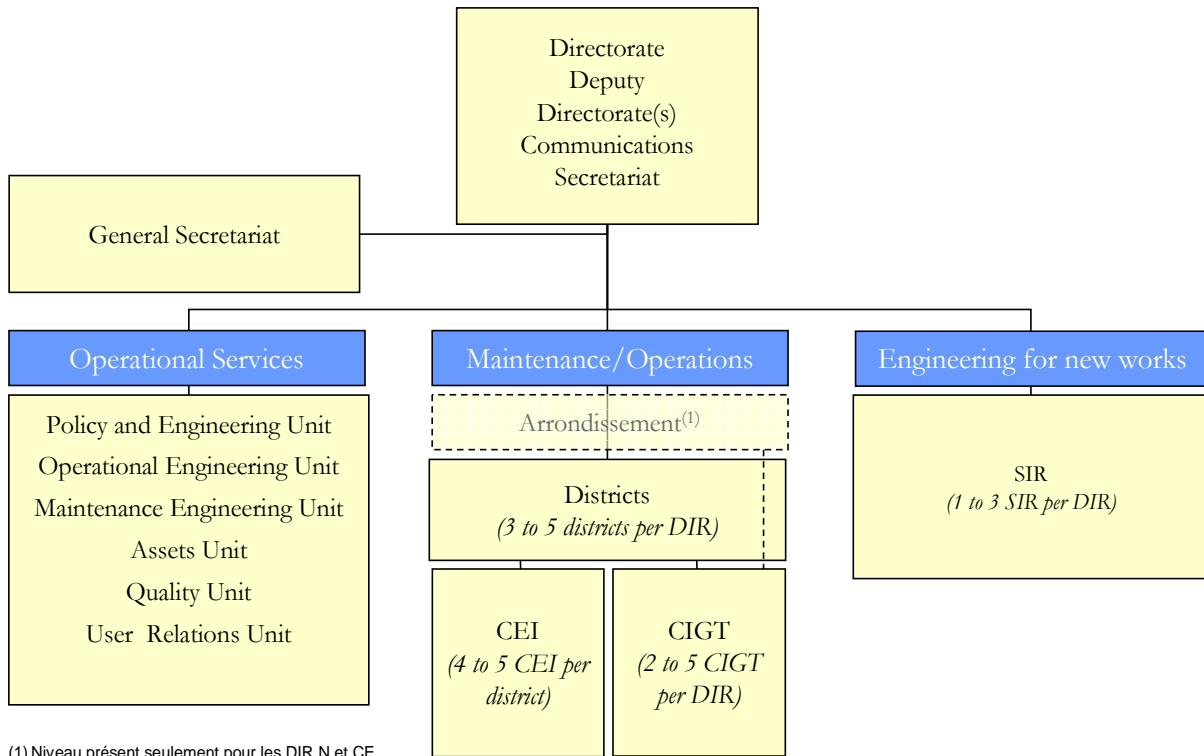 Directorate
Deputy
Directorate(s)
Communications
Secretariat
General Secretariat
Operational Services
Maintenance/Operations
Engineering for new works
Policy and Engineering Unit
Operational Engineering Unit
Maintenance Engineering Unit
Assets Unit
Quality Unit
User Relations Unit
Arrondissement(1)
Districts
(3 to 5 districts per DIR)
CEI
(4 to 5 CEI per
district)
CIGT
(2 to 5 CIGT
per DIR)
SIR
(1 to 3 SIR per DIR)
(1) Niveau présent seulement pour les DIR N et CE